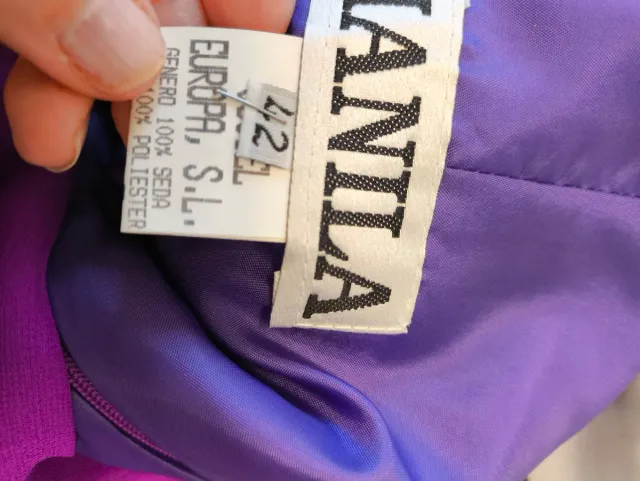 ANILA
42
EUROPA, S.L.
GENERO 100% SEDA
100% POLIESTER